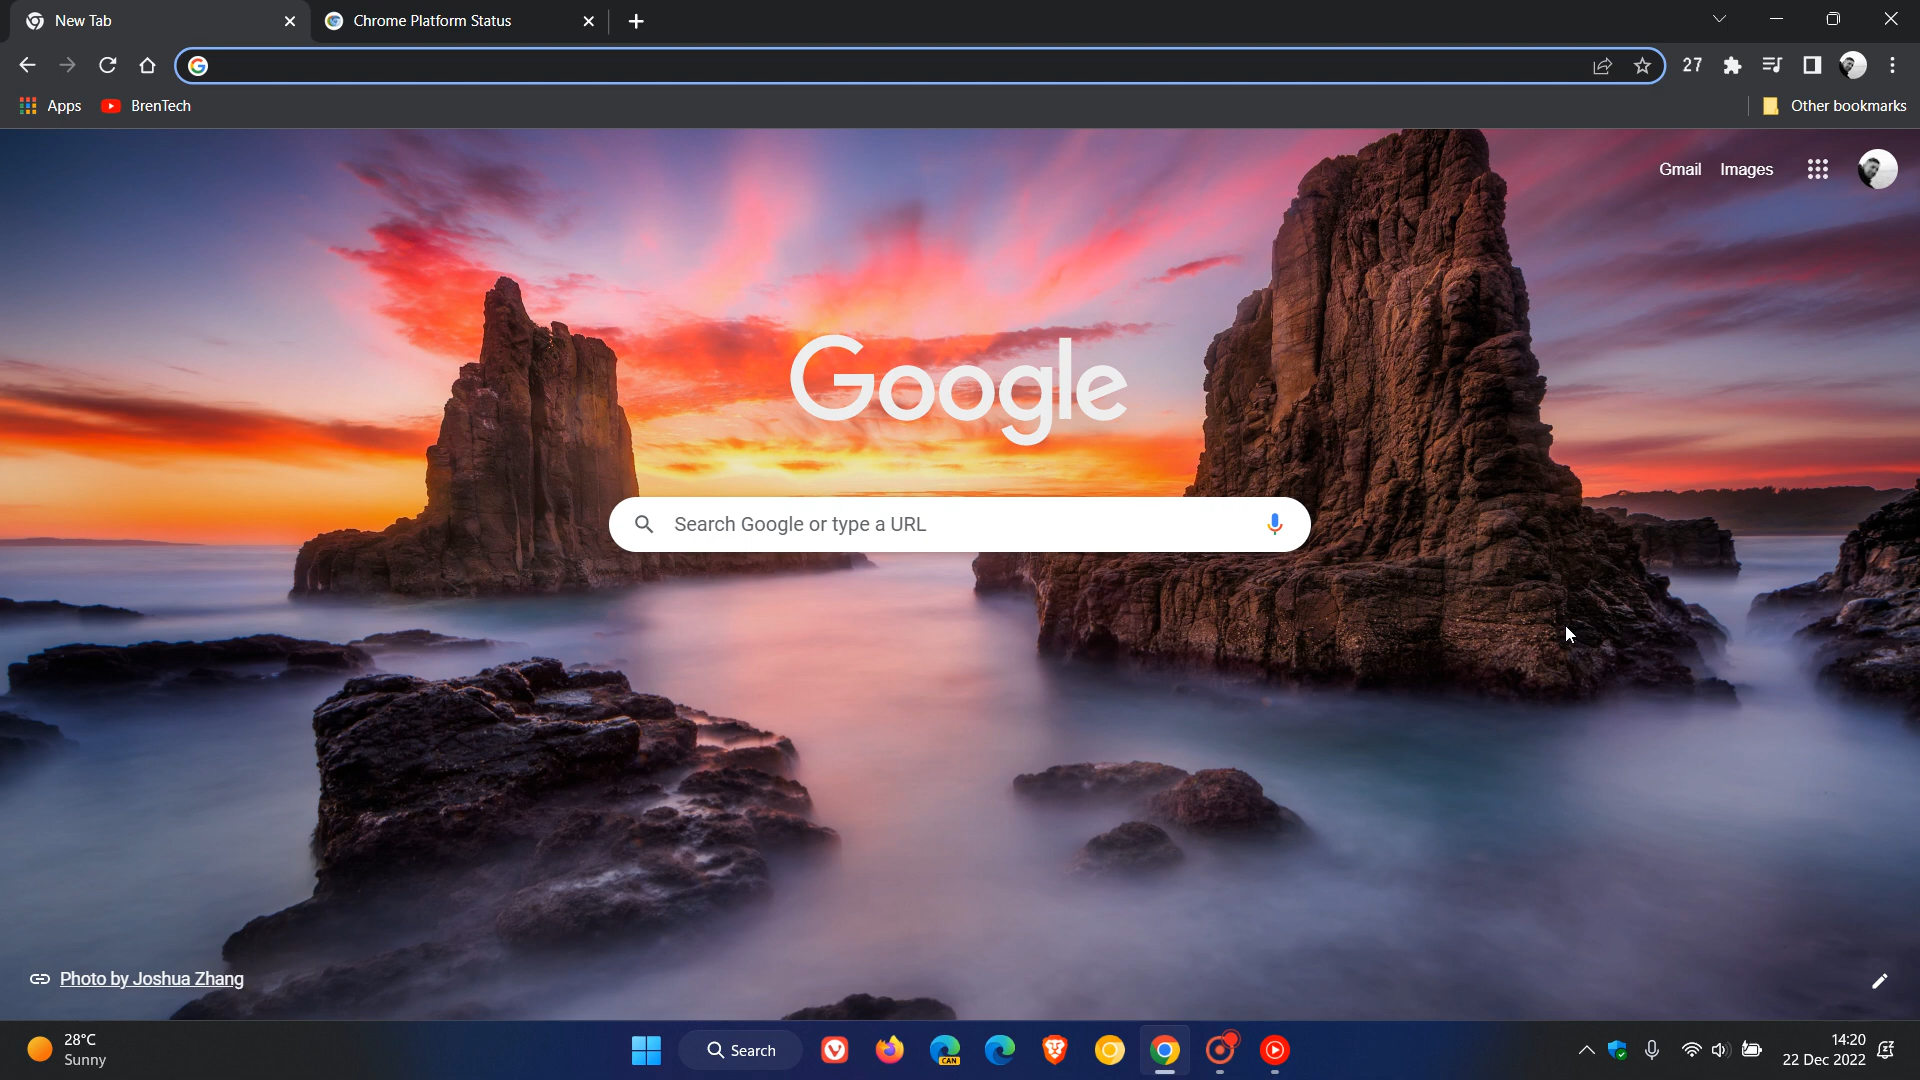 New Tab
Chrome Platform Status
27
Apps
BrenTech
Other bookmarks
Gmail
Images
Google
Search Google or type a URL
Photo by Joshua Zhang
28°C
Sunny
Search
CAN
14:20
22 Dec 2022